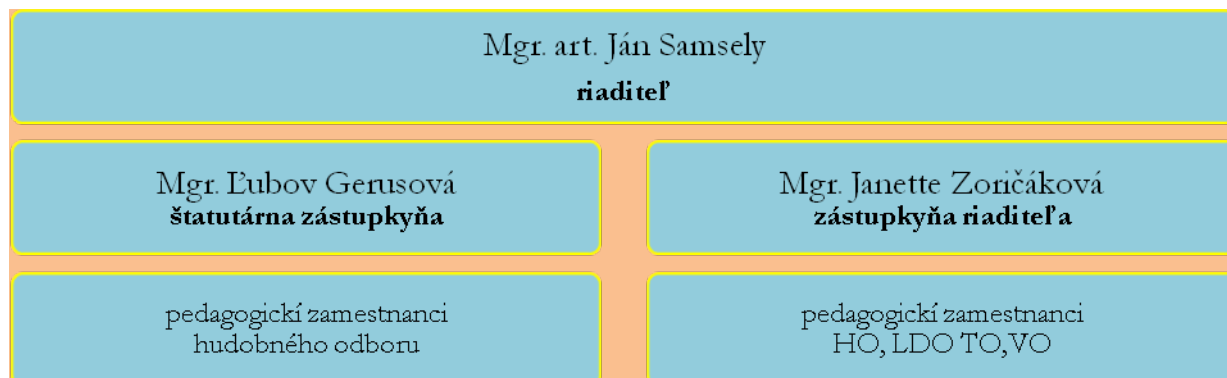 Mgr. art. Ján Samsely
riaditeľ
Mgr. Ľubov Gerusová
štatutárna zástupkyňa
Mgr. Janette Zoričáková
zástupkyňa riaditeľa
pedagogickí zamestnanci
hudobného odboru
pedagogickí zamestnanci
HO, LDO TO,VO